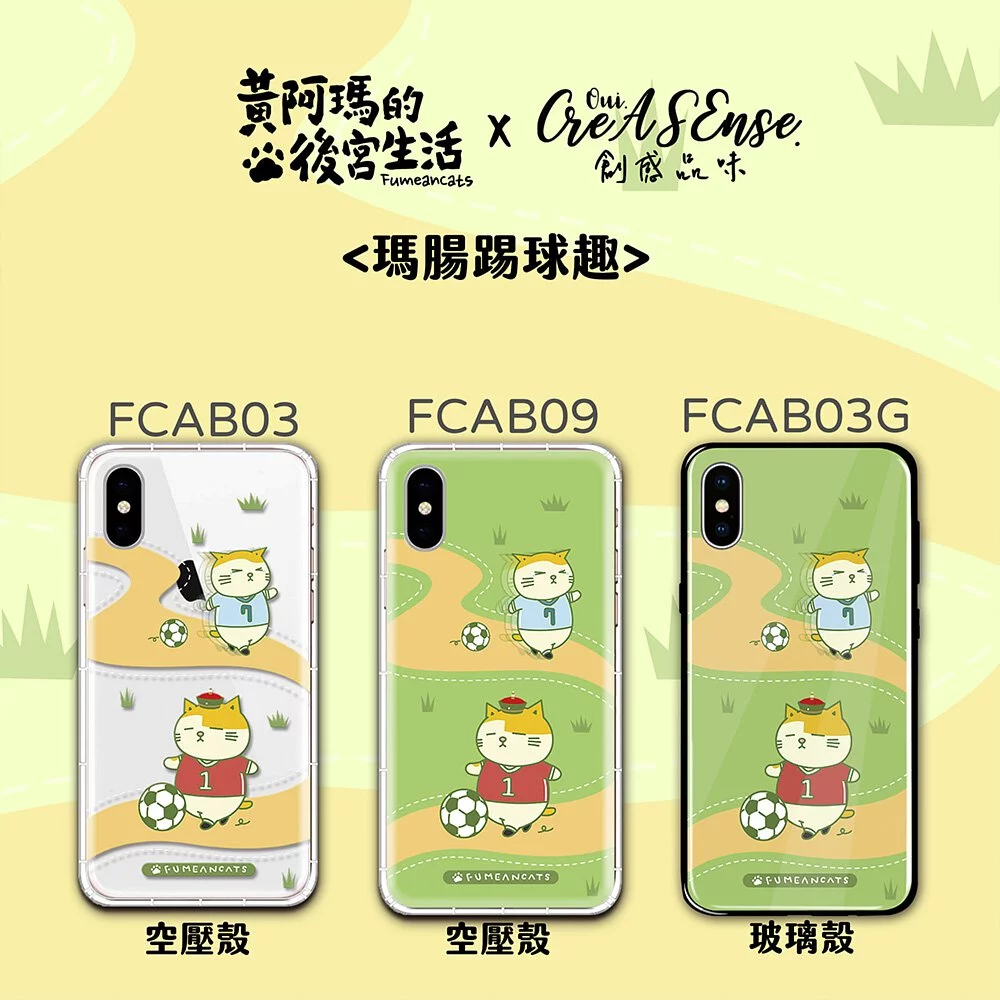 黃阿瑪的
後宮生活
Fumeancats
X
Oui.
CreASEnse.
創感品味
<瑪腸踢球趣>
FCAB03
FCAB09
FCAB03G
7
1
FUMEANCATS
7
1
FUMEANCATS
7
1
FUMEANCATS
空壓殼
空壓殼
玻璃殼